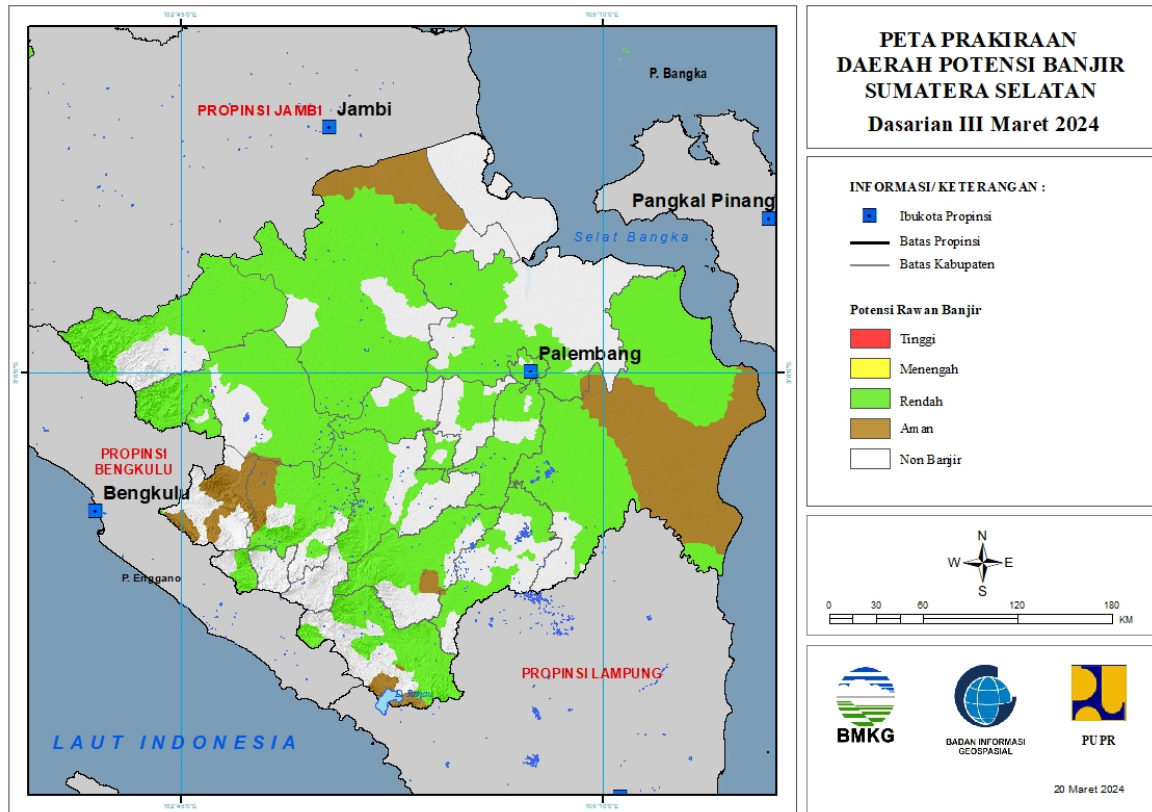 PETA PRAKIRAAN
DAERAH POTENSI BANJIR
SUMATERA SELATAN
Dasarian III Maret 2024
INFORMASI/ KETERANGAN :
Ibukota Propinsi
Batas Propinsi
Batas Kabupaten
Potensi Rawan Banjir
Tinggi
Menengah
Rendah
Aman
Non Banjir
N
W E
S
0 30 60 120 180
KM
BMKG
BADAN INFORMASI
GEOSPASIAL
PUPR
20 Maret 2024
P. Bangka
PROPINSI JAMBI
Jambi
Pangkal Pinang
Selat Bangka
Palembang
PROPINSI
BENGKULU
Bengkulu
P. Enggano
PROPINSI LAMPUNG
D. Ranau
LAUT INDONESIA